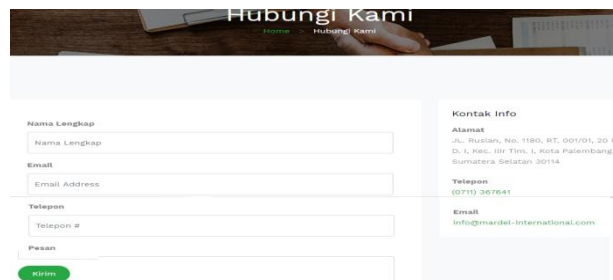 Hubungi Kami
Home > Hubungi Kami
Nama Lengkap
Nama Lengkap
Email
Email Address
Telepon
Telepon #
Pesan
Kirim
Kontak Info
Alamat
JL. Ruslan, No. 1180, RT. 001/01, 20
D. I, Kec. Ilir Tim. I, Kota Palembang
Sumatera Selatan 30114
Telepon
(0711) 367641
Email
info@mardel-international.com